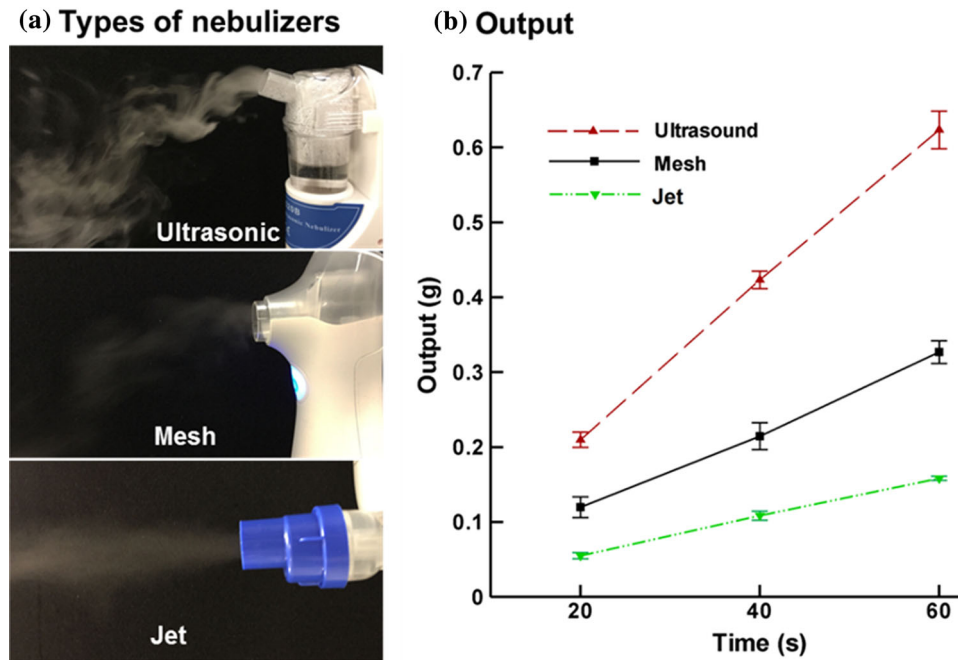 (a) Types of nebulizers
Ultrasonic
Mesh
Jet
(b) Output
Output (g)
0.7
0.6
0.5
0.4
0.3
0.2
0.1
0
Ultrasound
Mesh
Jet
20
40
60
Time (s)